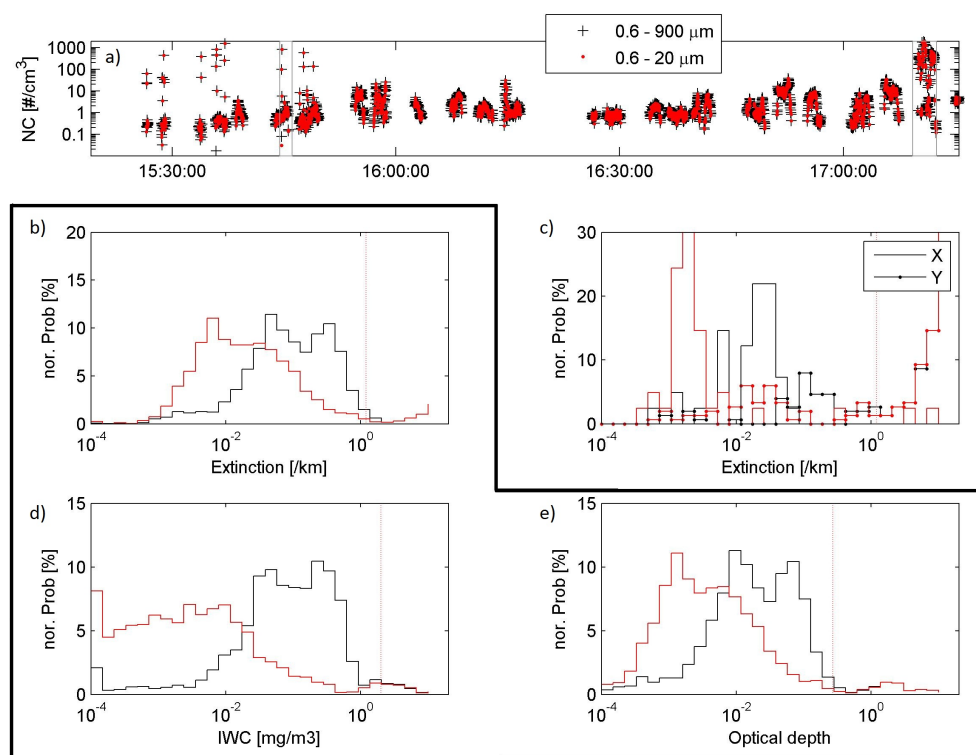 0.6 - 900 μm
0.6 - 20 μm
a)
NC [#/cm³]
1000
100
10
1
0.1
15:30:00 16:00:00 16:30:00 17:00:00
b)
nor. Prob [%]
20
15
10
5
0
10⁻⁴ 10⁻² 10⁰
Extinction [/km]
c)
nor. Prob [%]
30
20
10
0
X
Y
10⁻⁴ 10⁻² 10⁰
Extinction [/km]
d)
nor. Prob [%]
15
10
5
0
10⁻⁴ 10⁻² 10⁰
IWC [mg/m3]
e)
nor. Prob [%]
15
10
5
0
10⁻⁴ 10⁻² 10⁰
Optical depth